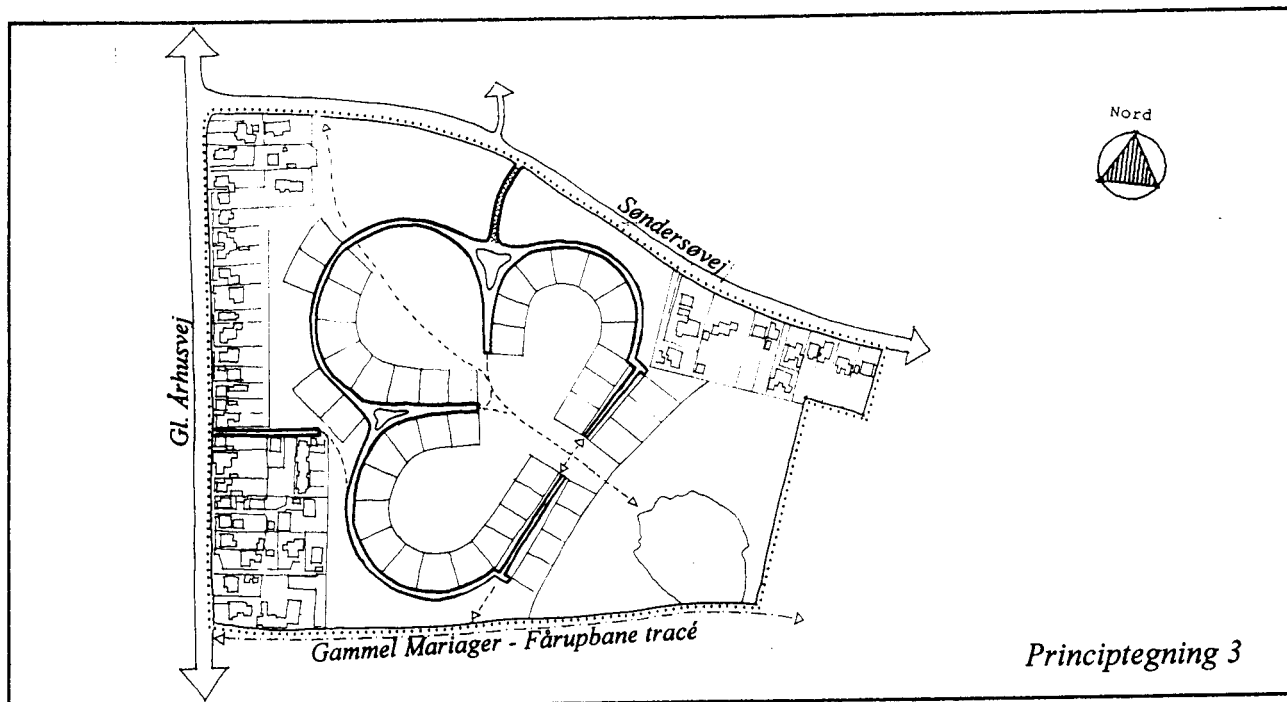 Nord
Søndersøvej
Gl. Århusvej
Gammel Mariager - Fårupbane tracé
Principtegning 3